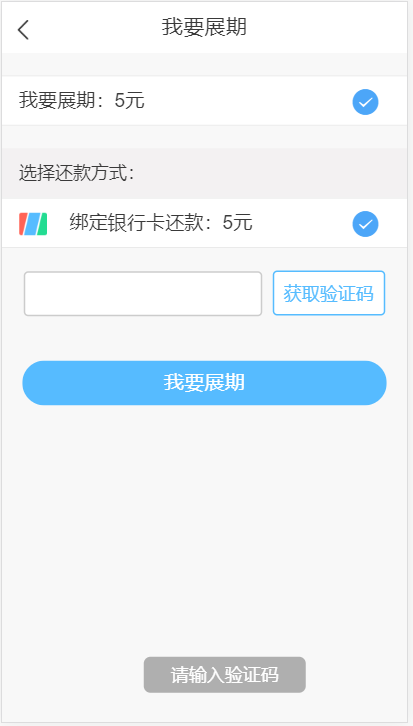 我要展期
我要展期：5元
选择还款方式：
绑定银行卡还款：5元
获取验证码
我要展期
请输入验证码